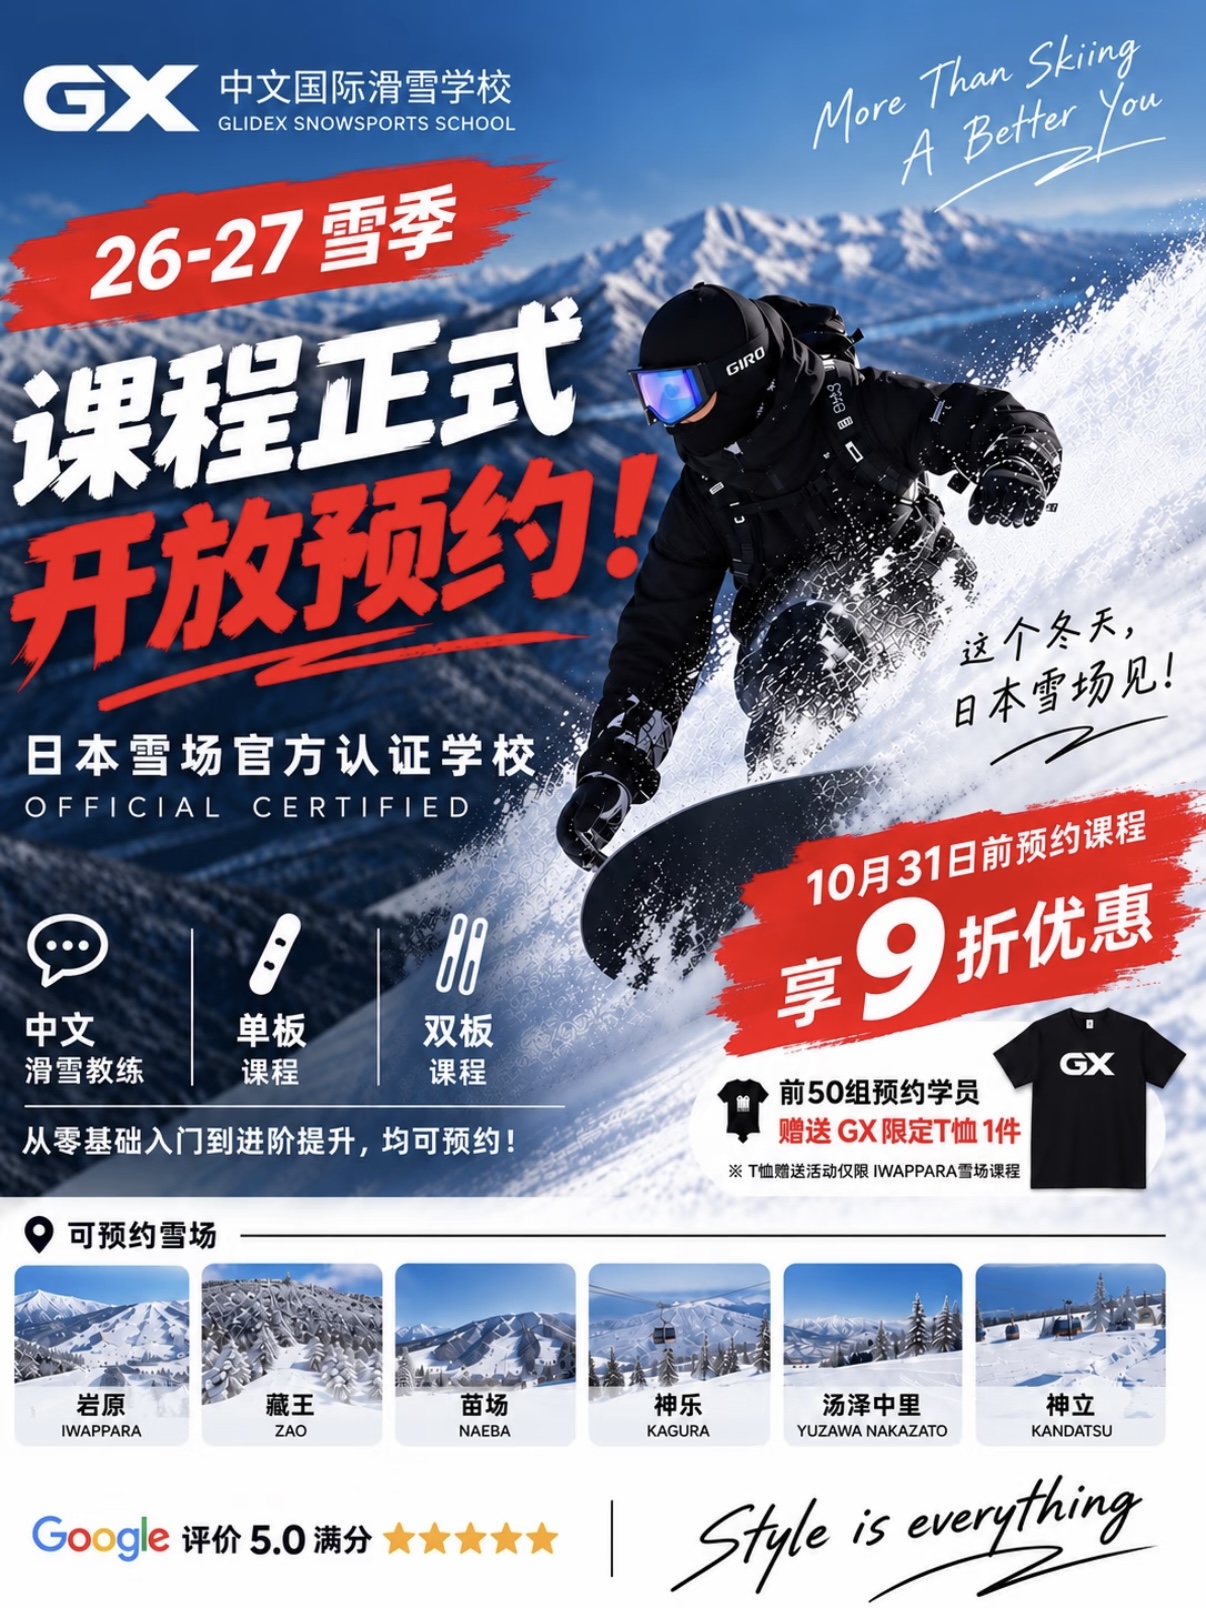 GX 中文国际滑雪学校
GLIDEX SNOWSPORTS SCHOOL
More Than Skiing
A Better You
26-27 雪季
课程正式
开放预约!
GIRO
这个冬天,
日本雪场见!
日本雪场官方认证学校
OFFICIAL CERTIFIED
10月31日前预约课程
享9折优惠
中文
滑雪教练
单板
课程
双板
课程
从零基础入门到进阶提升, 均可预约!
GX
前50组预约学员
赠送 GX 限定T恤 1件
※ T恤赠送活动仅限 IWAPPARA雪场课程
可预约雪场
岩原
IWAPPARA
藏王
ZAO
苗场
NAEBA
神乐
KAGURA
汤泽中里
YUZAWA NAKAZATO
神立
KANDATSU
Google 评价 5.0 满分
Style is everything